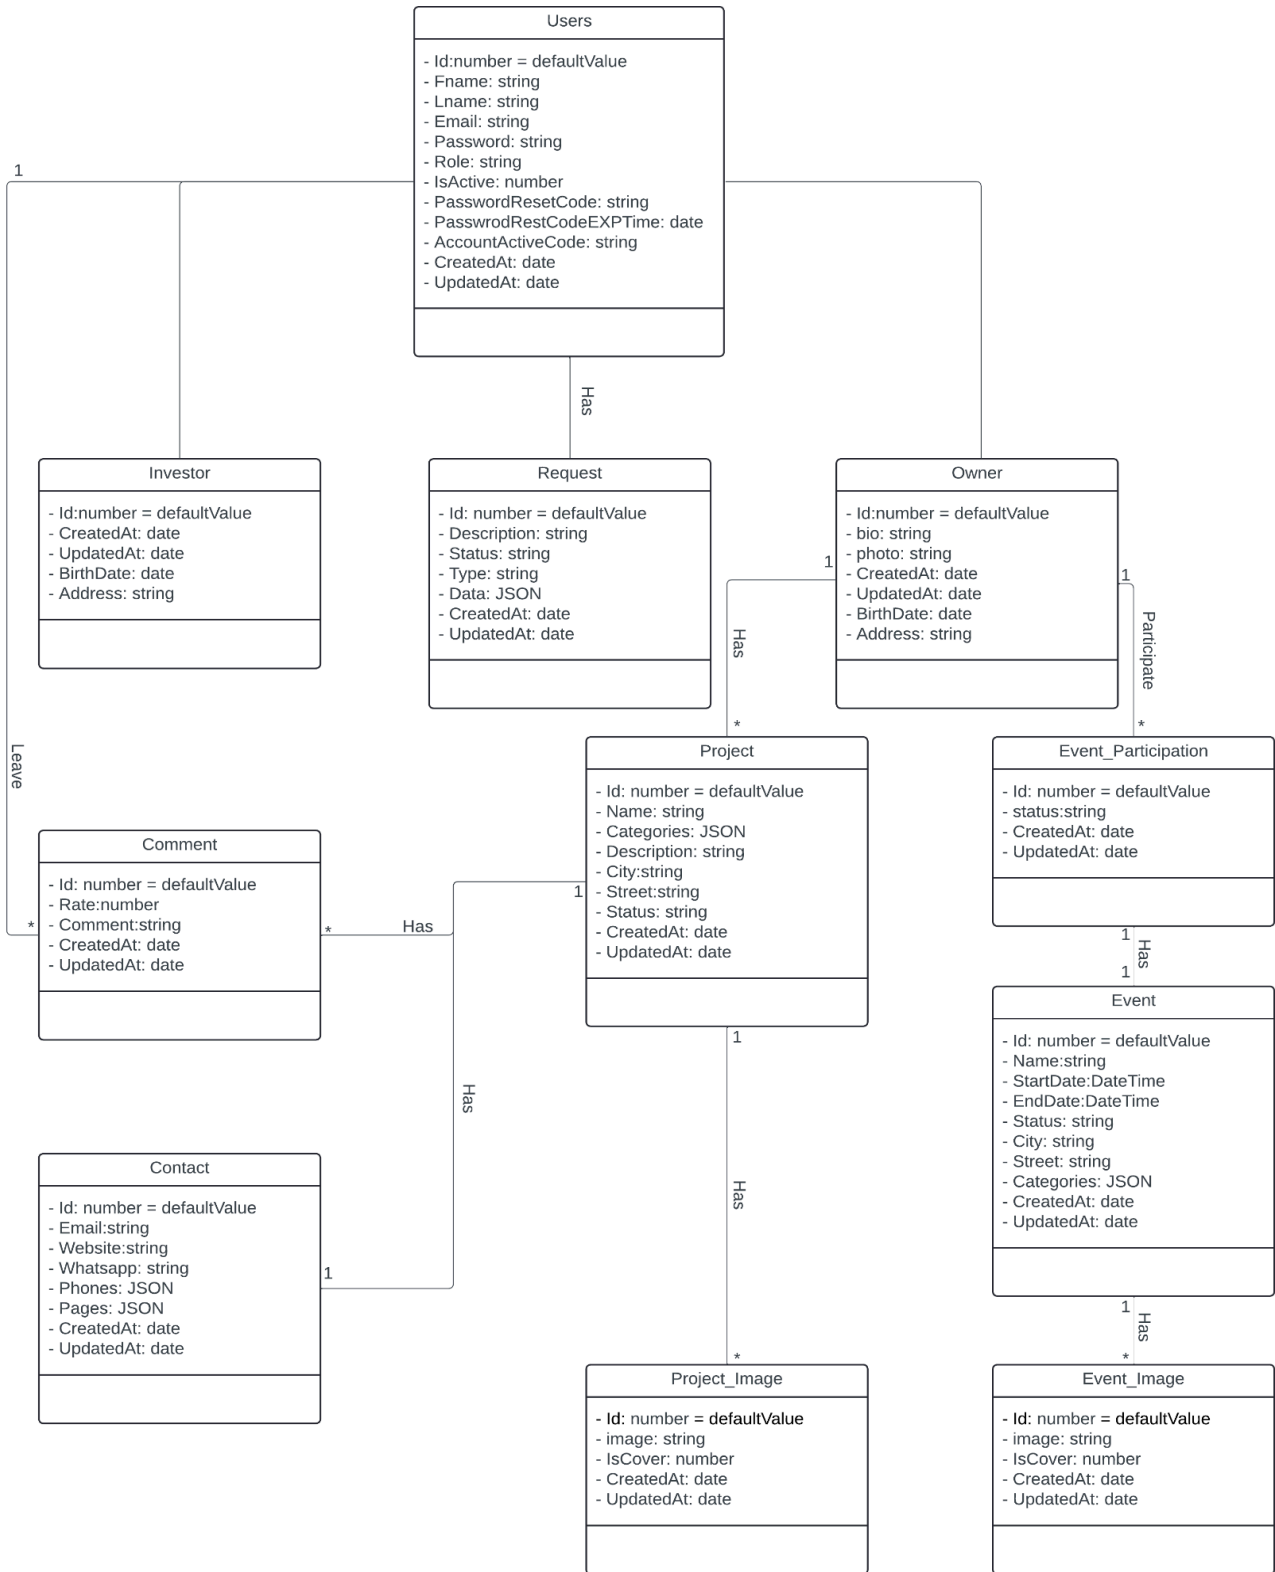 Users
- Id:number = defaultValue
- Fname: string
- Lname: string
- Email: string
- Password: string
- Role: string
- IsActive: number
- PasswordResetCode: string
- PasswrodRestCodeEXPTime: date
- AccountActiveCode: string
- CreatedAt: date
- UpdatedAt: date
1
Has
Investor
- Id:number = defaultValue
- CreatedAt: date
- UpdatedAt: date
- BirthDate: date
- Address: string
Request
- Id: number = defaultValue
- Description: string
- Status: string
- Type: string
- Data: JSON
- CreatedAt: date
- UpdatedAt: date
Owner
- Id:number = defaultValue
- bio: string
- photo: string
- CreatedAt: date
- UpdatedAt: date
- BirthDate: date
- Address: string
1
Has
*
1
Participate
*
Leave
*
Project
- Id: number = defaultValue
- Name: string
- Categories: JSON
- Description: string
- City:string
- Street:string
- Status: string
- CreatedAt: date
- UpdatedAt: date
Event_Participation
- Id: number = defaultValue
- status:string
- CreatedAt: date
- UpdatedAt: date
Comment
- Id: number = defaultValue
- Rate:number
- Comment:string
- CreatedAt: date
- UpdatedAt: date
*
Has
1
1
Has
1
Event
- Id: number = defaultValue
- Name:string
- StartDate:DateTime
- EndDate:DateTime
- Status: string
- City: string
- Street: string
- Categories: JSON
- CreatedAt: date
- UpdatedAt: date
Has
1
Contact
- Id: number = defaultValue
- Email:string
- Website:string
- Whatsapp: string
- Phones: JSON
- Pages: JSON
- CreatedAt: date
- UpdatedAt: date
1
Has
*
1
Has
*
Project_Image
- Id: number = defaultValue
- image: string
- IsCover: number
- CreatedAt: date
- UpdatedAt: date
Event_Image
- Id: number = defaultValue
- image: string
- IsCover: number
- CreatedAt: date
- UpdatedAt: date